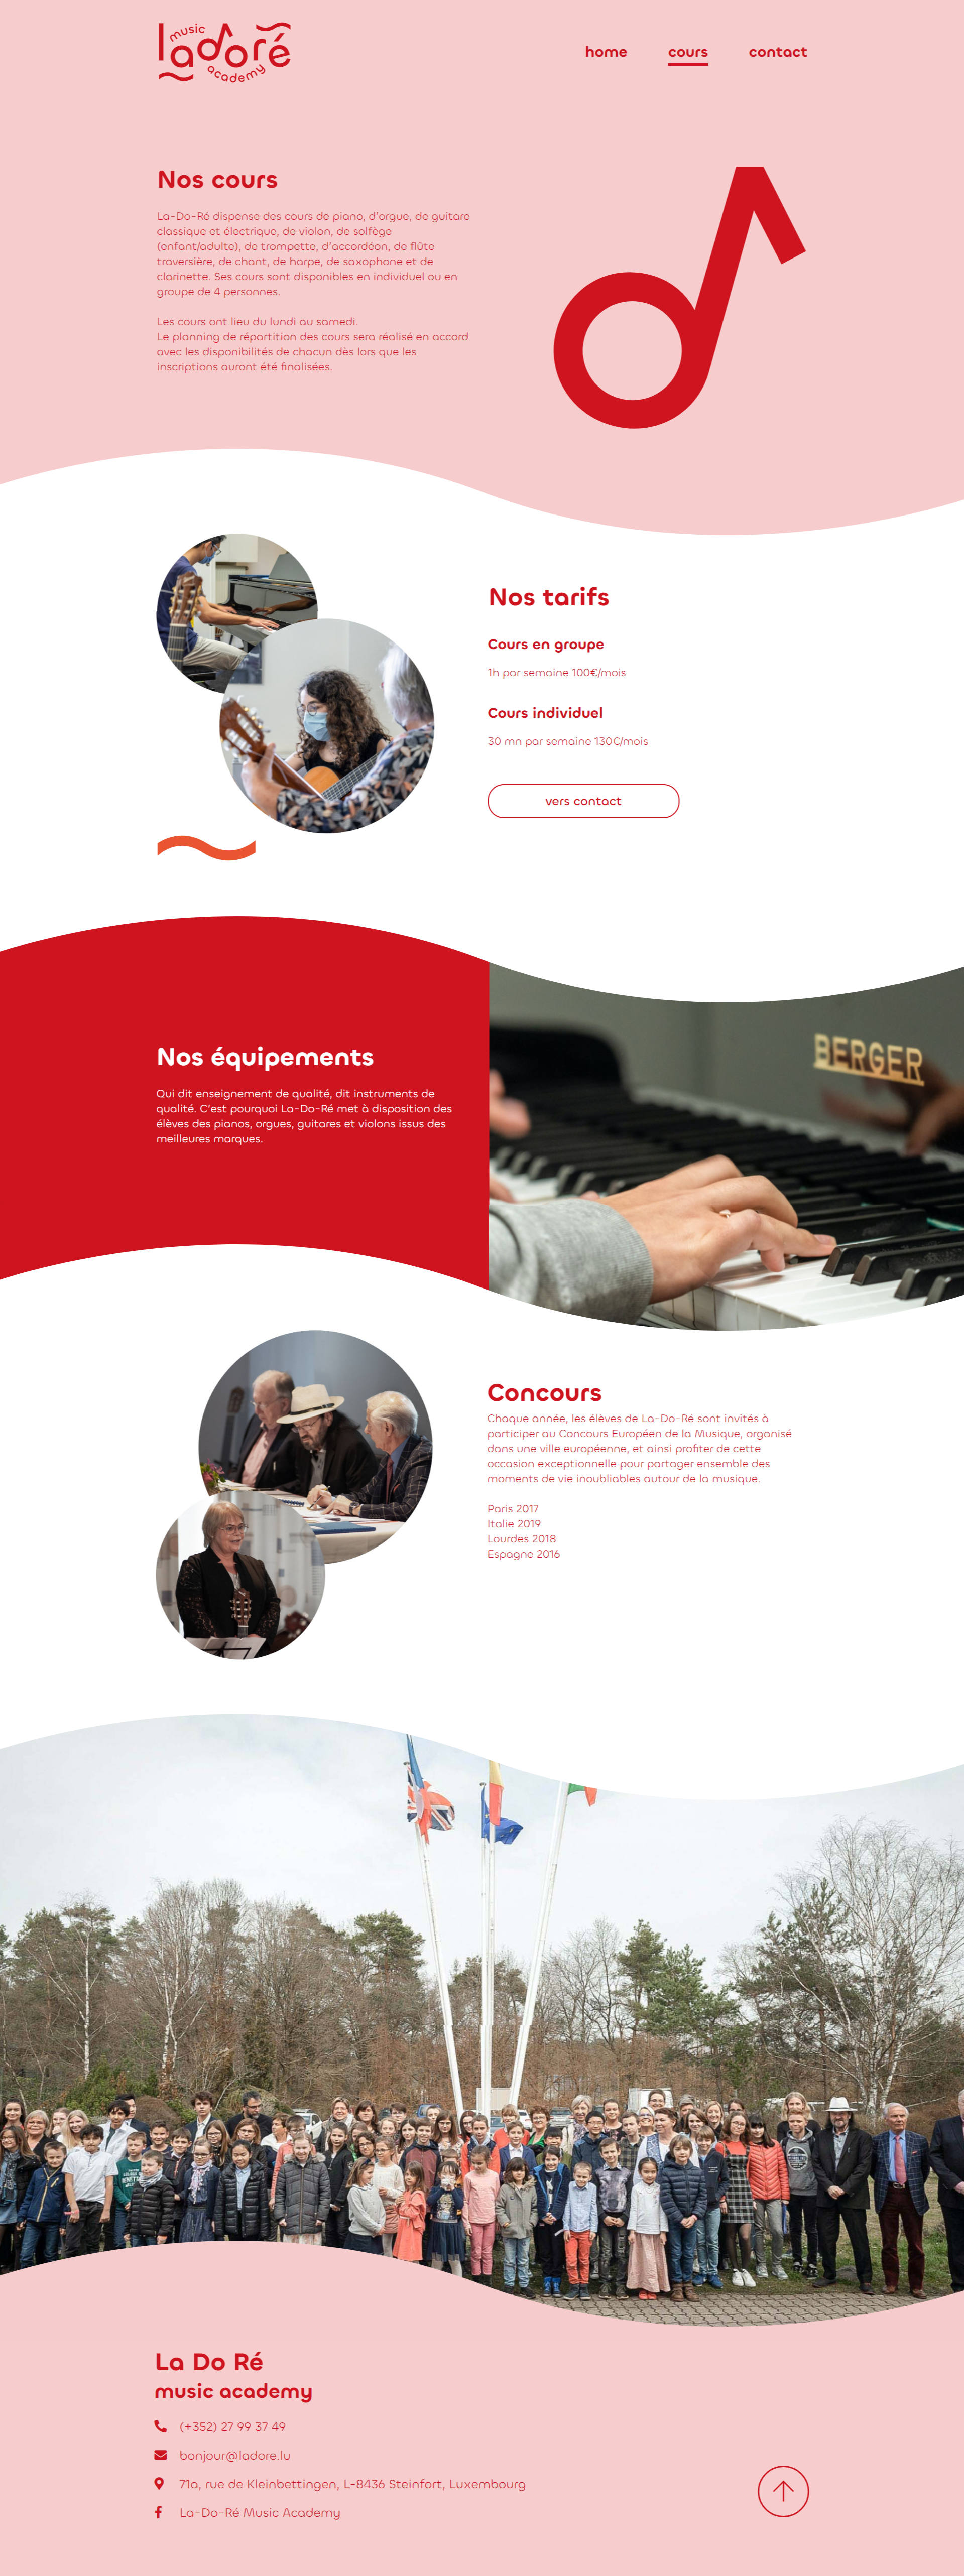 music
ladoré
academy
home cours contact
Nos cours
La-Do-Ré dispense des cours de piano, d'orgue, de guitare
classique et électrique, de violon, de solfège
(enfant/adulte), de trompette, d'accordéon, de flûte
traversière, de chant, de harpe, de saxophone et de
clarinette. Ses cours sont disponibles en individuel ou en
groupe de 4 personnes.
Les cours ont lieu du lundi au samedi.
Le planning de répartition des cours sera réalisé en accord
avec les disponibilités de chacun dès lors que les
inscriptions auront été finalisées.
Nos tarifs
Cours en groupe
1h par semaine 100€/mois
Cours individuel
30 mn par semaine 130€/mois
vers contact
Nos équipements
Qui dit enseignement de qualité, dit instruments de
qualité. C'est pourquoi La-Do-Ré met à disposition des
élèves des pianos, orgues, guitares et violons issus des
meilleures marques.
BERGER
Concours
Chaque année, les élèves de La-Do-Ré sont invités à
participer au Concours Européen de la Musique, organisé
dans une ville européenne, et ainsi profiter de cette
occasion exceptionnelle pour partager ensemble des
moments de vie inoubliables autour de la musique.
Paris 2017
Italie 2019
Lourdes 2018
Espagne 2016
La Do Ré
music academy
(+352) 27 99 37 49
bonjour@ladore.lu
71a, rue de Kleinbettingen, L-8436 Steinfort, Luxembourg
La-Do-Ré Music Academy